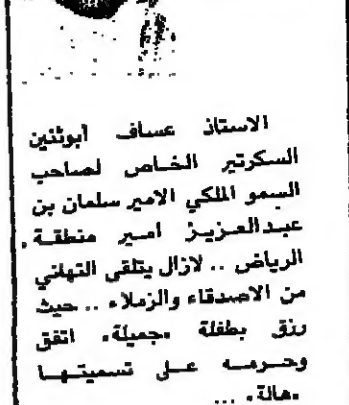 الاستاذ عساف ابوثنين
السكرتير الخاص لصاحب
السمو الملكي الامير سلمان بن
عبدالعزيز امير منطقة
الرياض .. لازال يتلقى التهاني
من الاصدقاء والزملاء .. حيث
رزق بطفلة «جميلة» اتفق
وحرمه على تسميتها
«هالة» ...